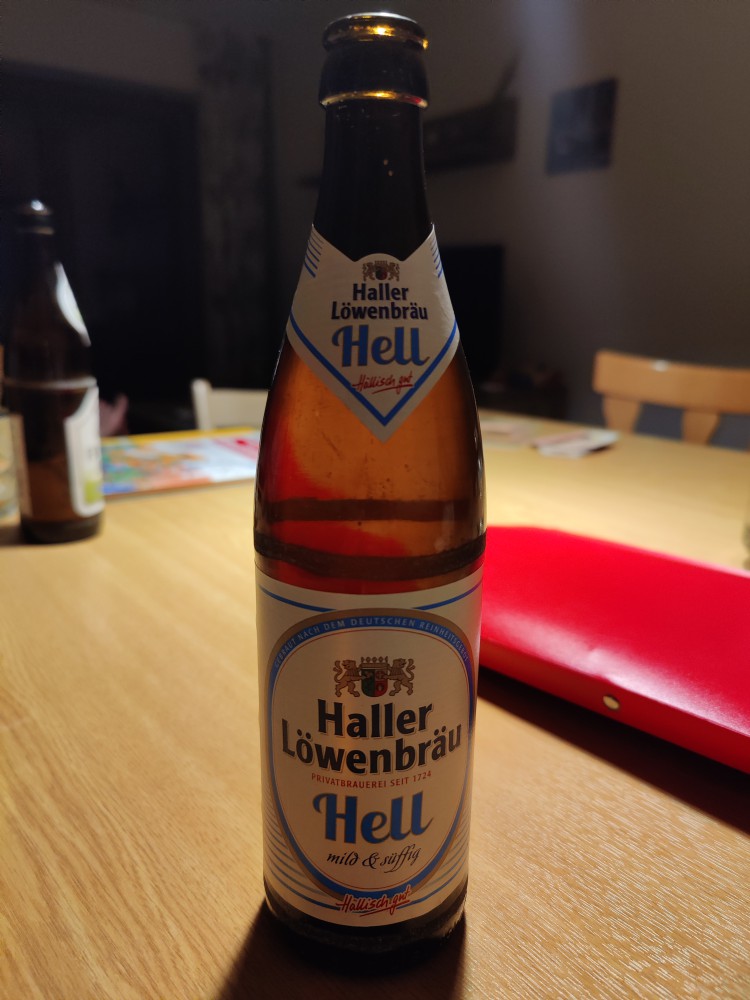 Haller
Löwenbräu
Hell
Höllisch gut
GEBRAUT NACH DEM DEUTSCHEN REINHEITSGEBOT
Haller
Löwenbräu
PRIVATBRAUEREI SEIT 1724
Hell
mild & süffig
Höllisch gut